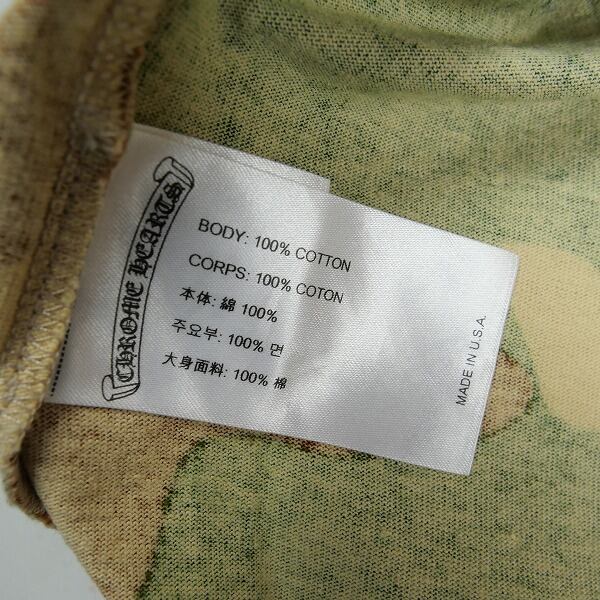 CHROME HEARTS
BODY: 100% COTTON
CORPS: 100% COTON
本体: 綿 100%
주요부: 100% 면
大身面料: 100% 棉
MADE IN U.S.A.